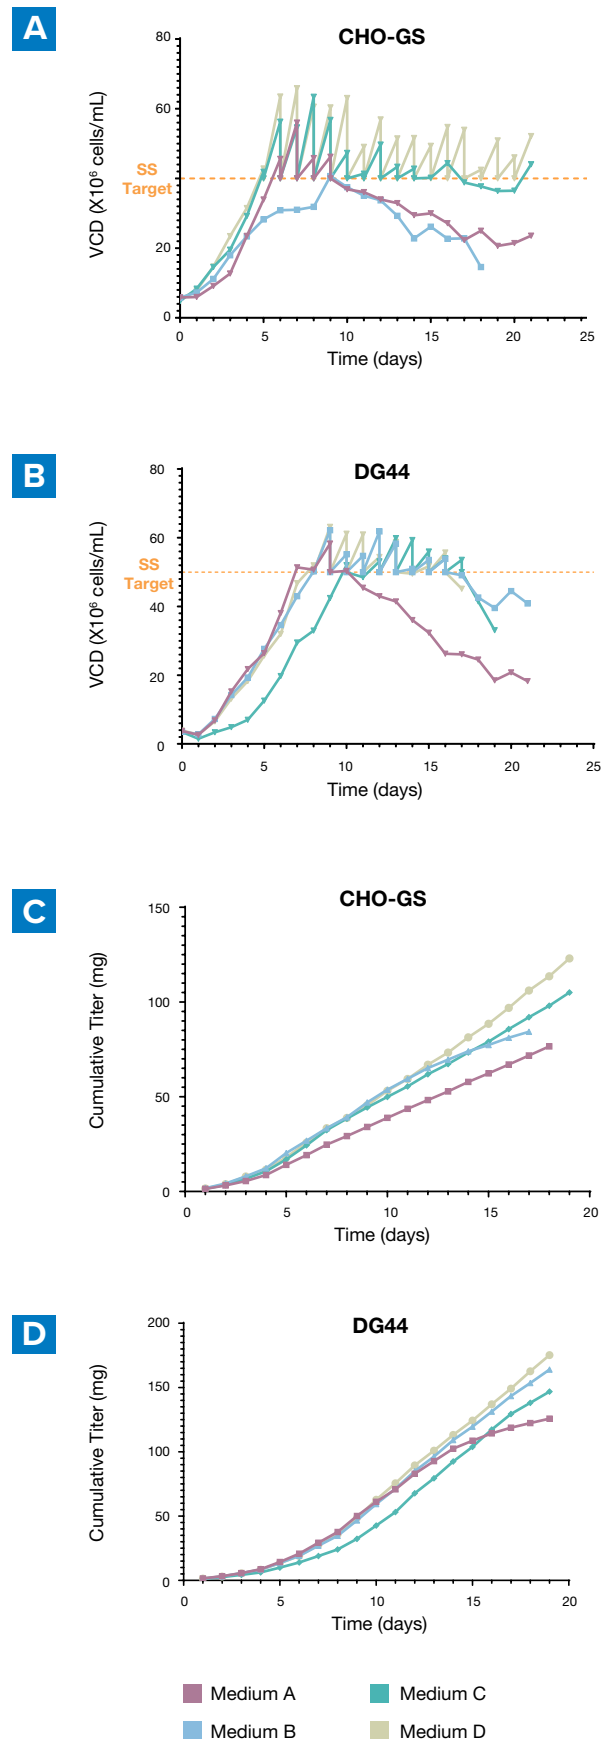 A
CHO-GS
VCD (X10⁶ cells/mL)
80
60
SS
Target
20
0
0 5 10 15 20 25
Time (days)
B
DG44
VCD (X10⁶ cells/mL)
80
60
SS
Target
40
20
0
0 5 10 15 20 25
Time (days)
C
CHO-GS
Cumulative Titer (mg)
150
100
50
0
0 5 10 15 20
Time (days)
D
DG44
Cumulative Titer (mg)
200
150
100
50
0
0 5 10 15 20
Time (days)
Medium A Medium C
Medium B Medium D